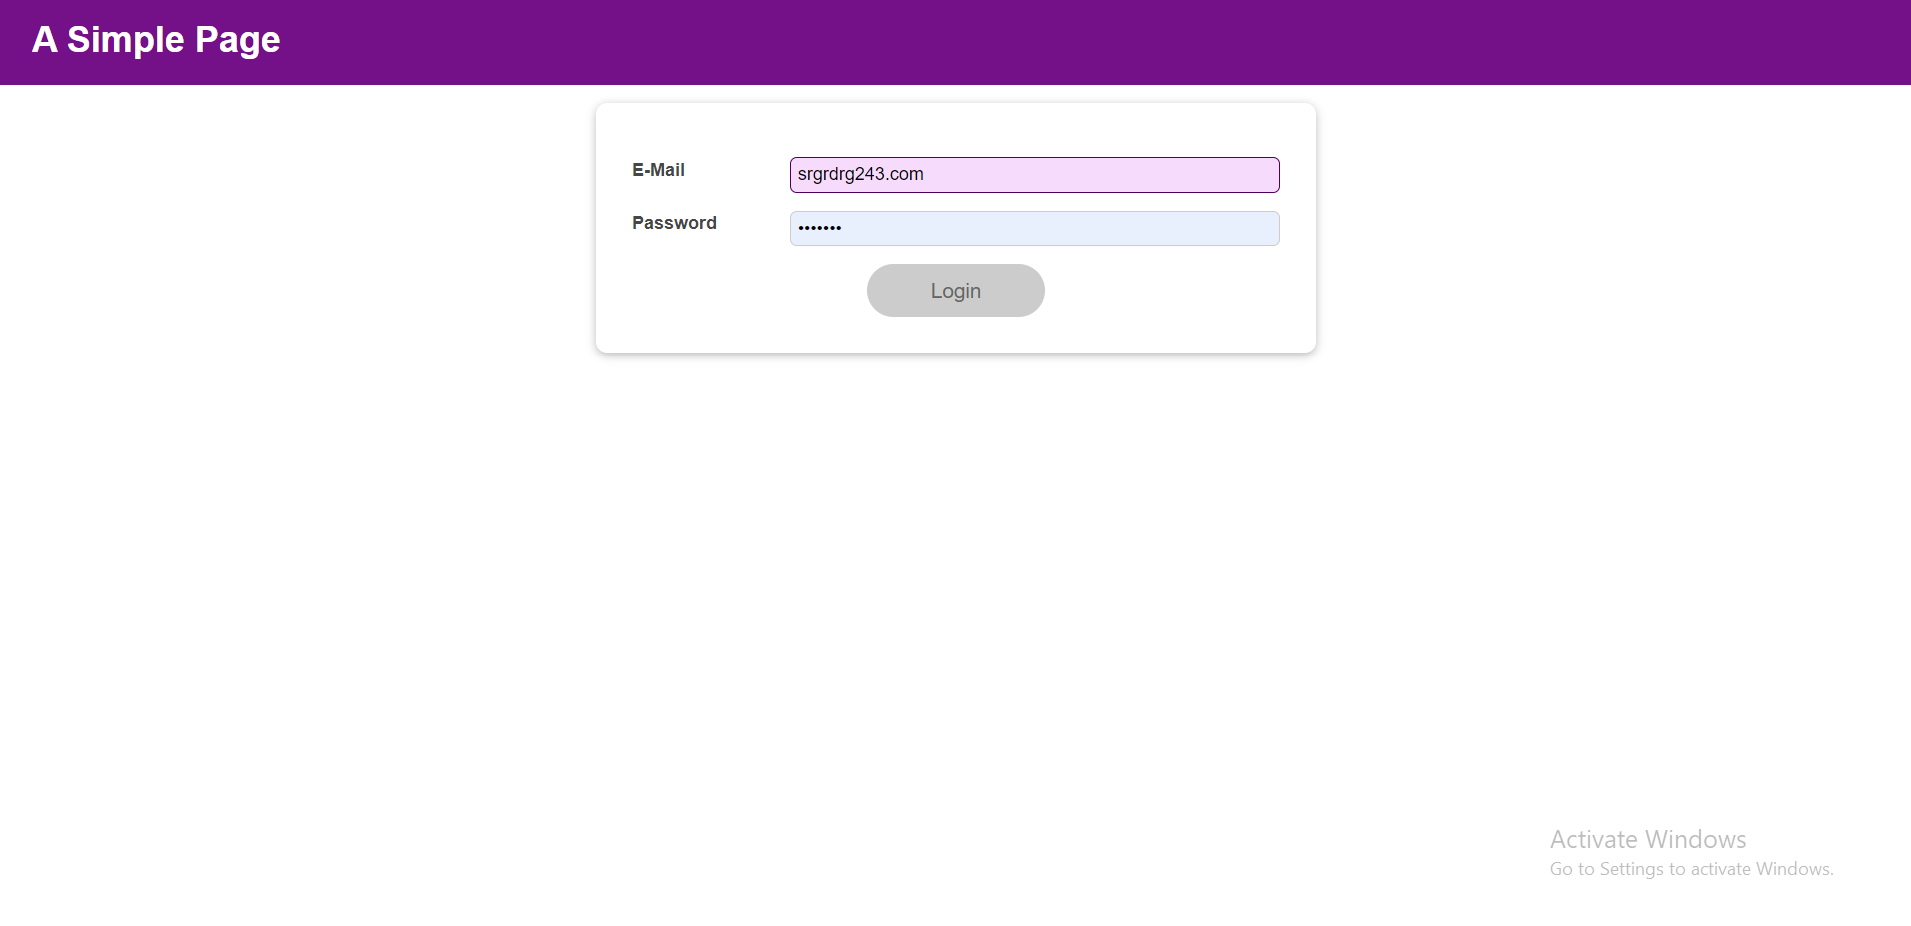 A Simple Page
E-Mail
srgrdrg243.com
Password
•••••••
Login
Activate Windows
Go to Settings to activate Windows.